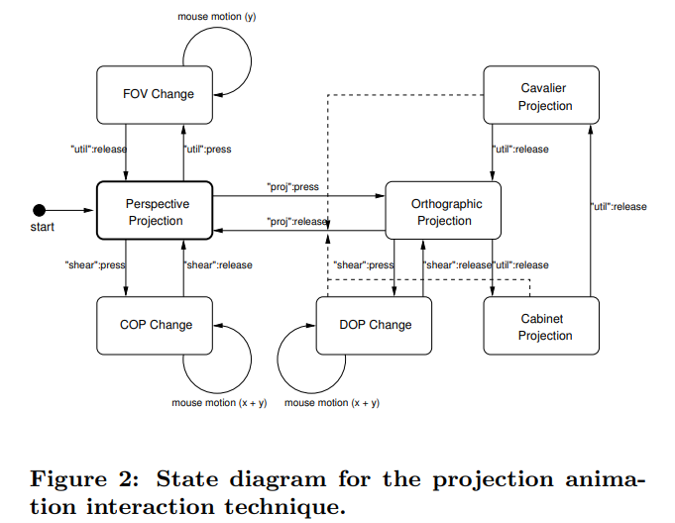 mouse motion (y)
FOV Change
Cavalier
Projection
"util":release
"util":press
"util":release
"proj":press
Perspective
Projection
Orthographic
Projection
"util":release
start
"proj":release
"shear":press
"shear":release
"shear":press
"shear":release
"util":release
COP Change
DOP Change
Cabinet
Projection
mouse motion (x + y)
mouse motion (x + y)
Figure 2: State diagram for the projection anima-
tion interaction technique.